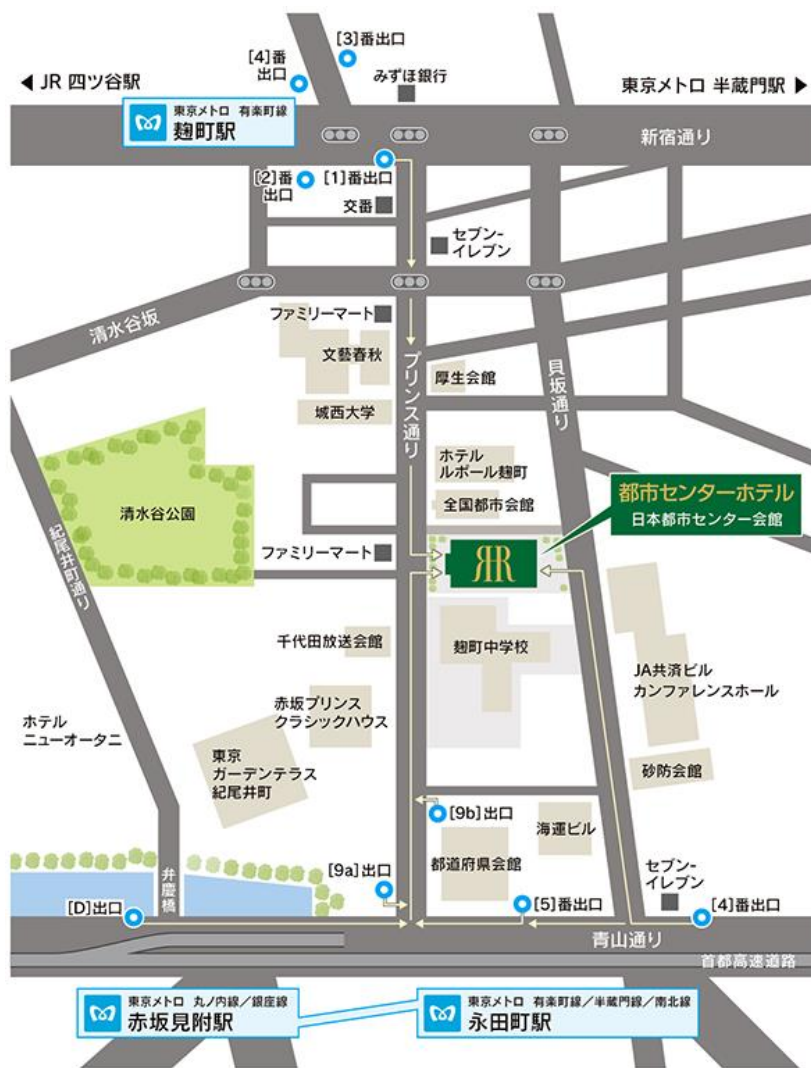 [3]番出口
[4]番
出口
◀ JR 四ツ谷駅
みずほ銀行
東京メトロ 半蔵門駅 ▶
東京メトロ 有楽町線
麹町駅
新宿通り
[2]番
出口
[1]番出口
交番
セブン-
イレブン
清水谷坂
ファミリーマート
文藝春秋
プリンス通り
厚生会館
貝坂通り
城西大学
ホテル
ルポール麹町
全国都市会館
都市センターホテル
日本都市センター会館
清水谷公園
紀尾井町通り
ファミリーマート
麹町中学校
千代田放送会館
JA共済ビル
カンファレンスホール
赤坂プリンス
クラシックハウス
ホテル
ニューオータニ
東京
ガーデンテラス
紀尾井町
砂防会館
[9b]出口
海運ビル
都道府県会館
[9a]出口
弁慶橋
セブン-
イレブン
[D]出口
[5]番出口
[4]番出口
青山通り
首都高速道路
東京メトロ 丸ノ内線/銀座線
赤坂見附駅
東京メトロ 有楽町線/半蔵門線/南北線
永田町駅